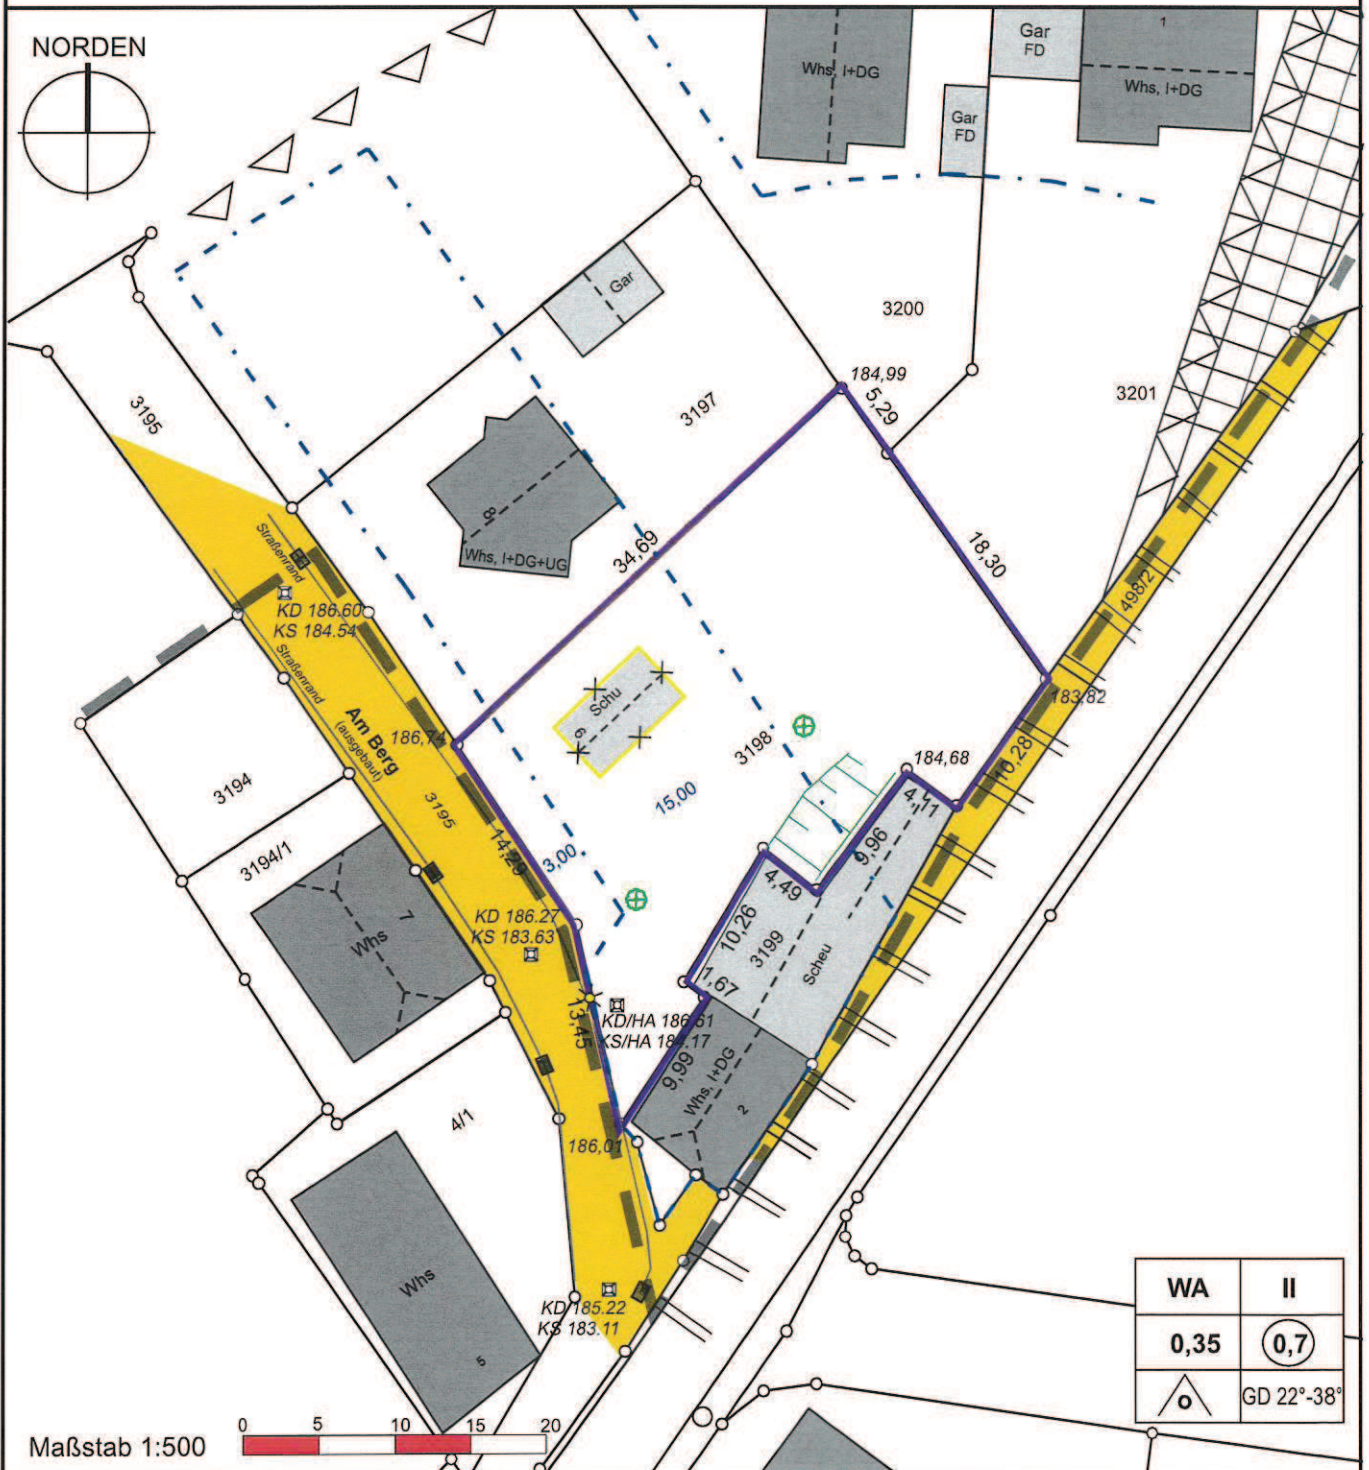 NORDEN
Whs, I+DG
Gar
FD
1
Whs, I+DG
Gar
FD
Gar
3200
184,99
5,29
3201
3195
3197
8
Whs, I+DG+UG
34,69
18,30
498/2
Straßenrand
KD 186.60
KS 184.54
Straßenrand
Schu
6
183,82
Am Berg
(ausgebaut)
186,74
3198
184,68
10,28
3194
3195
15,00
4,11
14,29
3,00
9,96
3194/1
4,49
7
Whs
KD 186.27
KS 183.63
10,26
3199
Scheu
1,67
13,45
KD/HA 186.61
KS/HA 184.17
9,99
Whs, I+DG
2
4/1
186,01
Whs
5
KD 185.22
KS 183.11
WA
II
0,35
0,7
o
GD 22°-38°
Maßstab 1:500
0 5 10 15 20